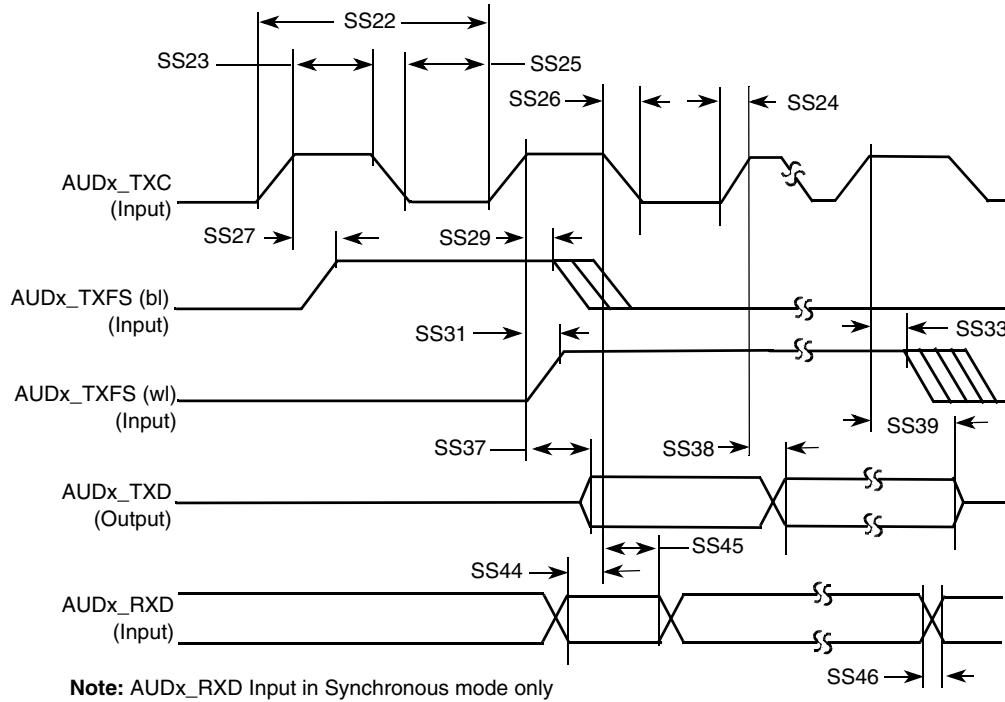 SS22
SS23
SS25
SS26
SS24
AUDx_TXC
(Input)
SS27
SS29
AUDx_TXFS (bl)
(Input)
SS31
SS33
AUDx_TXFS (wl)
(Input)
SS39
SS37
SS38
AUDx_TXD
(Output)
SS45
SS44
AUDx_RXD
(Input)
SS46
Note: AUDx_RXD Input in Synchronous mode only